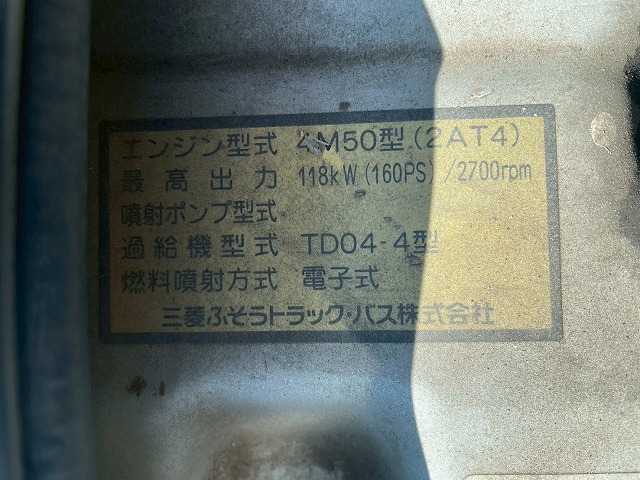 エンジン型式 4M50型(2AT4)
最高出力 118kW(160PS)/2700rpm
噴射ポンプ型式
過給機型式 TD04-4型
燃料噴射方式 電子式
三菱ふそうトラック・バス株式会社